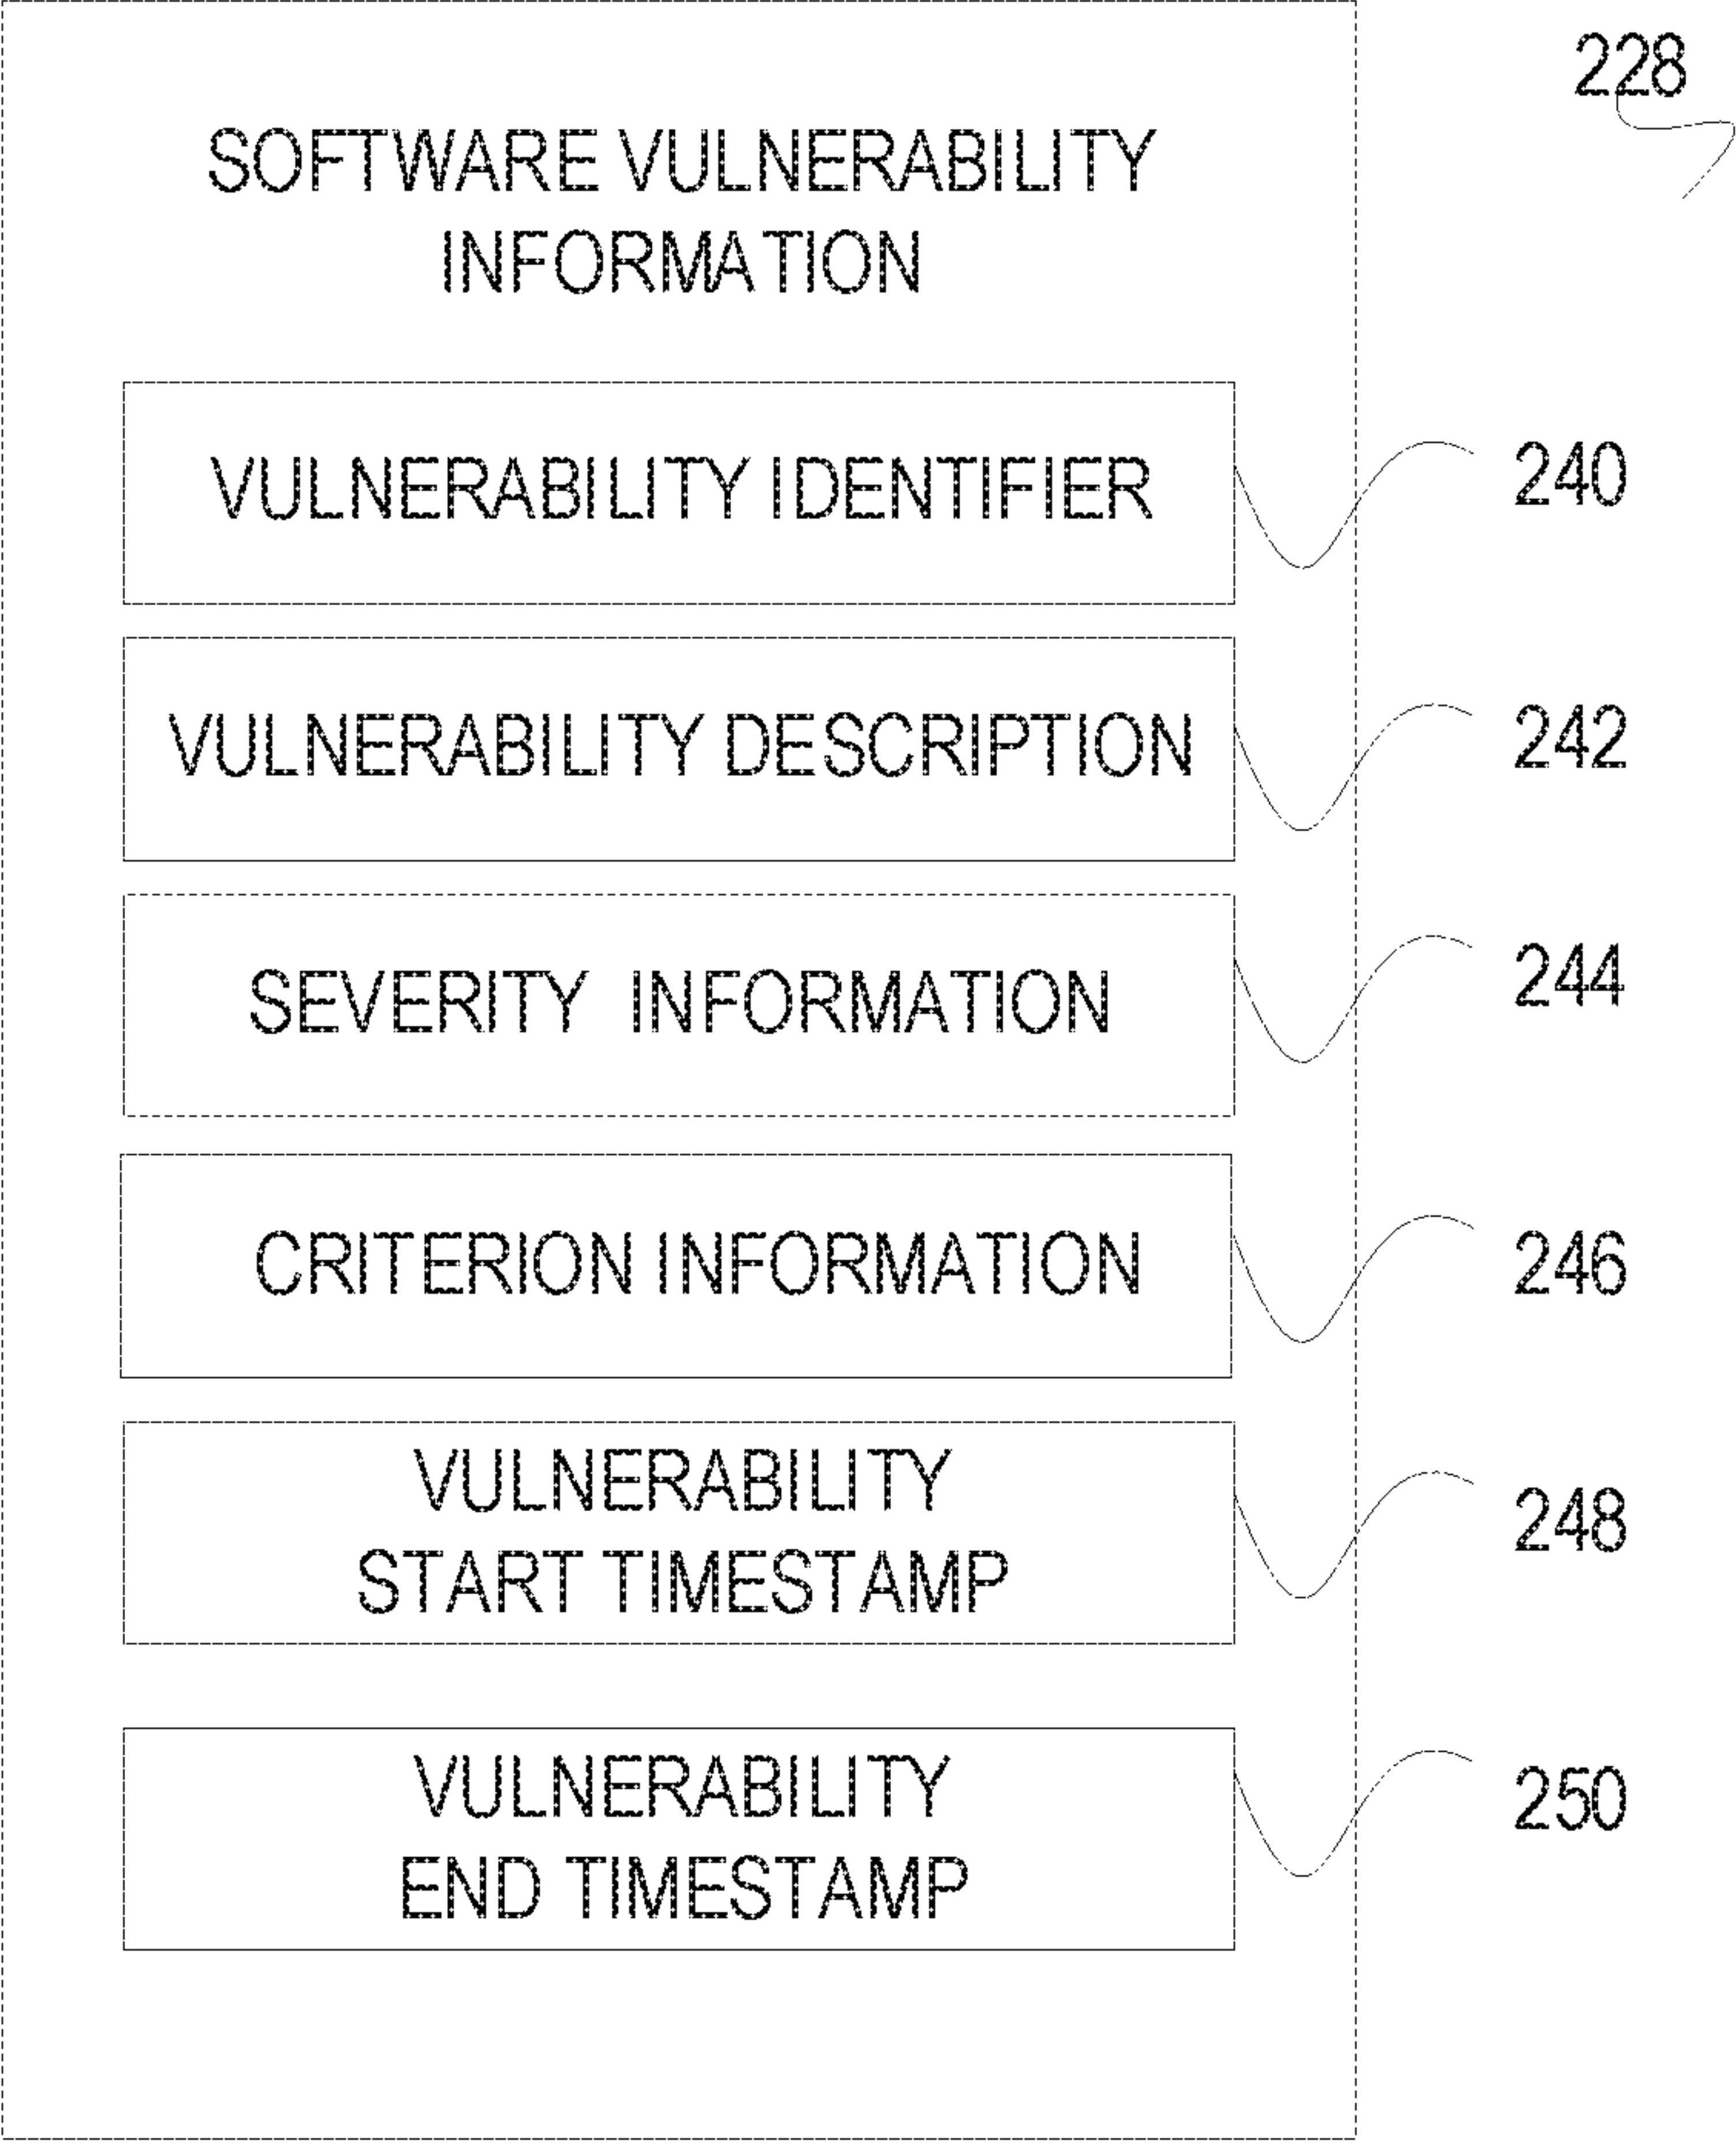 228
SOFTWARE VULNERABILITY
INFORMATION
VULNERABILITY IDENTIFIER
240
VULNERABILITY DESCRIPTION
242
SEVERITY INFORMATION
244
CRITERION INFORMATION
246
VULNERABILITY
START TIMESTAMP
248
VULNERABILITY
END TIMESTAMP
250